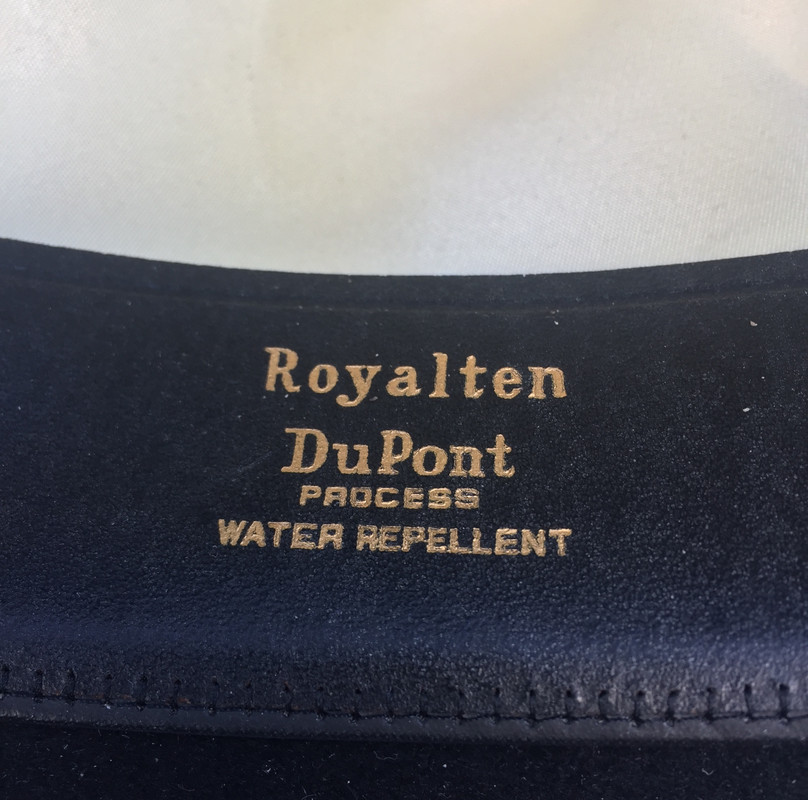 Royalten
DuPont
PROCESS
WATER REPELLENT